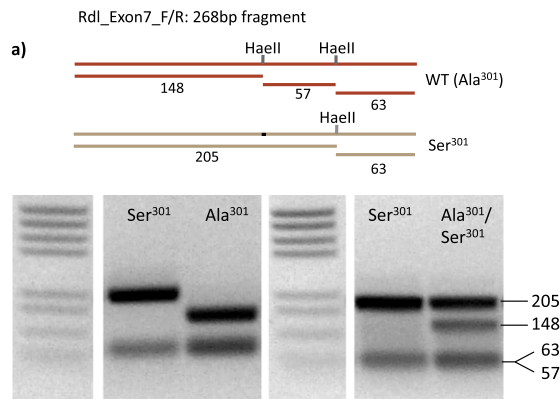 Rdl_Exon7_F/R: 268bp fragment
a)
HaeII HaeII
WT (Ala³⁰¹)
148
57
63
HaeII
Ser³⁰¹
205
63
Ser³⁰¹ Ala³⁰¹
Ser³⁰¹ Ala³⁰¹/
Ser³⁰¹
205
148
63
57